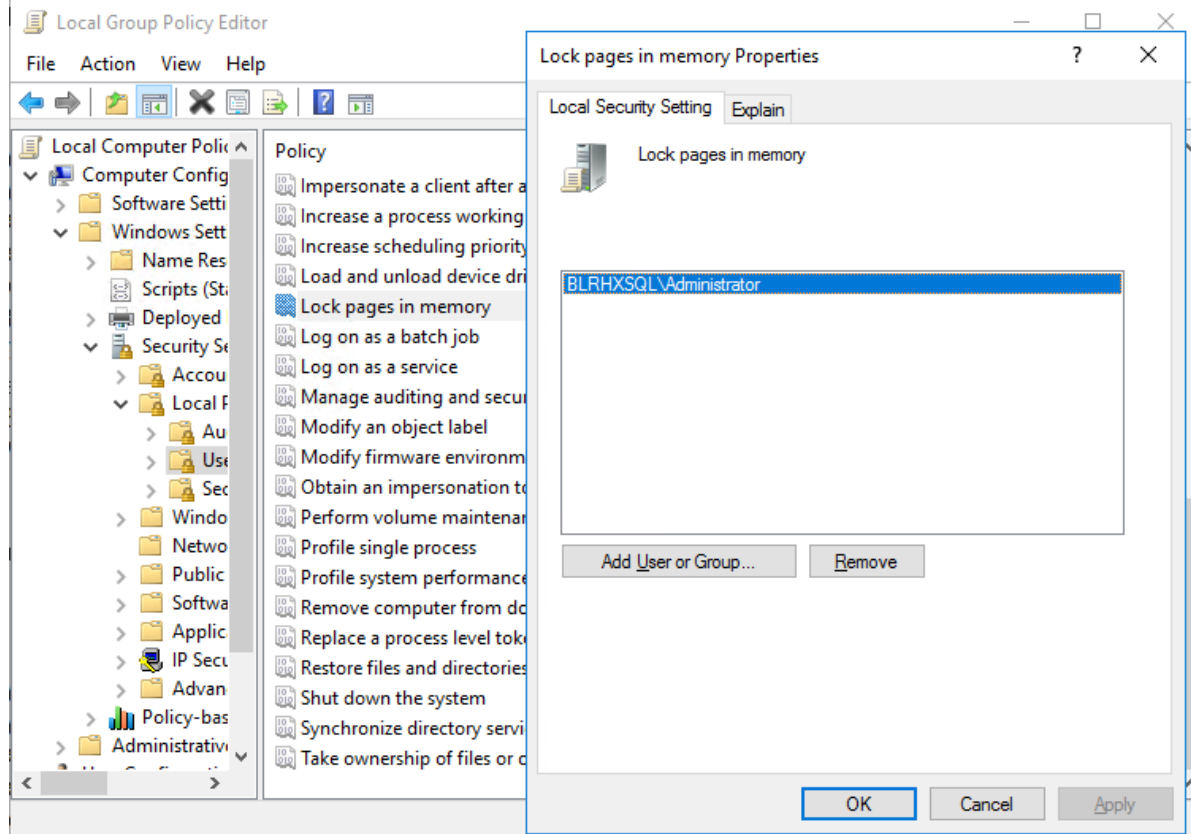 Local Group Policy Editor
File Action View Help
Local Computer Polic
Computer Config
Software Setti
Windows Sett
Name Res
Scripts (Sta
Deployed
Security Se
Accou
Local P
Au
Use
Sec
Windo
Netwo
Public
Softwa
Applic
IP Secu
Advan
Policy-bas
Administrativ
Policy
Impersonate a client after a
Increase a process working
Increase scheduling priority
Load and unload device dri
Lock pages in memory
Log on as a batch job
Log on as a service
Manage auditing and secur
Modify an object label
Modify firmware environm
Obtain an impersonation to
Perform volume maintenan
Profile single process
Profile system performance
Remove computer from do
Replace a process level toke
Restore files and directories
Shut down the system
Synchronize directory servi
Take ownership of files or o
Lock pages in memory Properties
Local Security Setting Explain
Lock pages in memory
BLRHXSQL\Administrator
Add User or Group... Remove
OK Cancel Apply